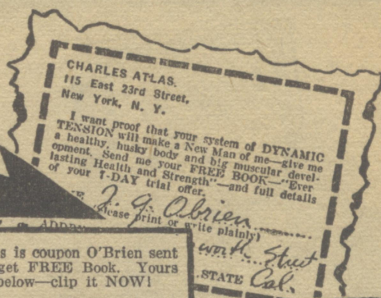 CHARLES ATLAS,
115 East 23rd Street,
New York, N. Y.
I want proof that your system of DYNAMIC
TENSION will make a New Man of me—give me
a healthy, husky body and big muscular devel-
opment. Send me your FREE BOOK—"Ever
lasting Health and Strength"—and full details
of your 7-DAY trial offer.
J. G. Obrien
(Please print or write plainly)
worth Street
STATE Cal.
s is coupon O'Brien sent
get FREE Book. Yours
below—clip it NOW!